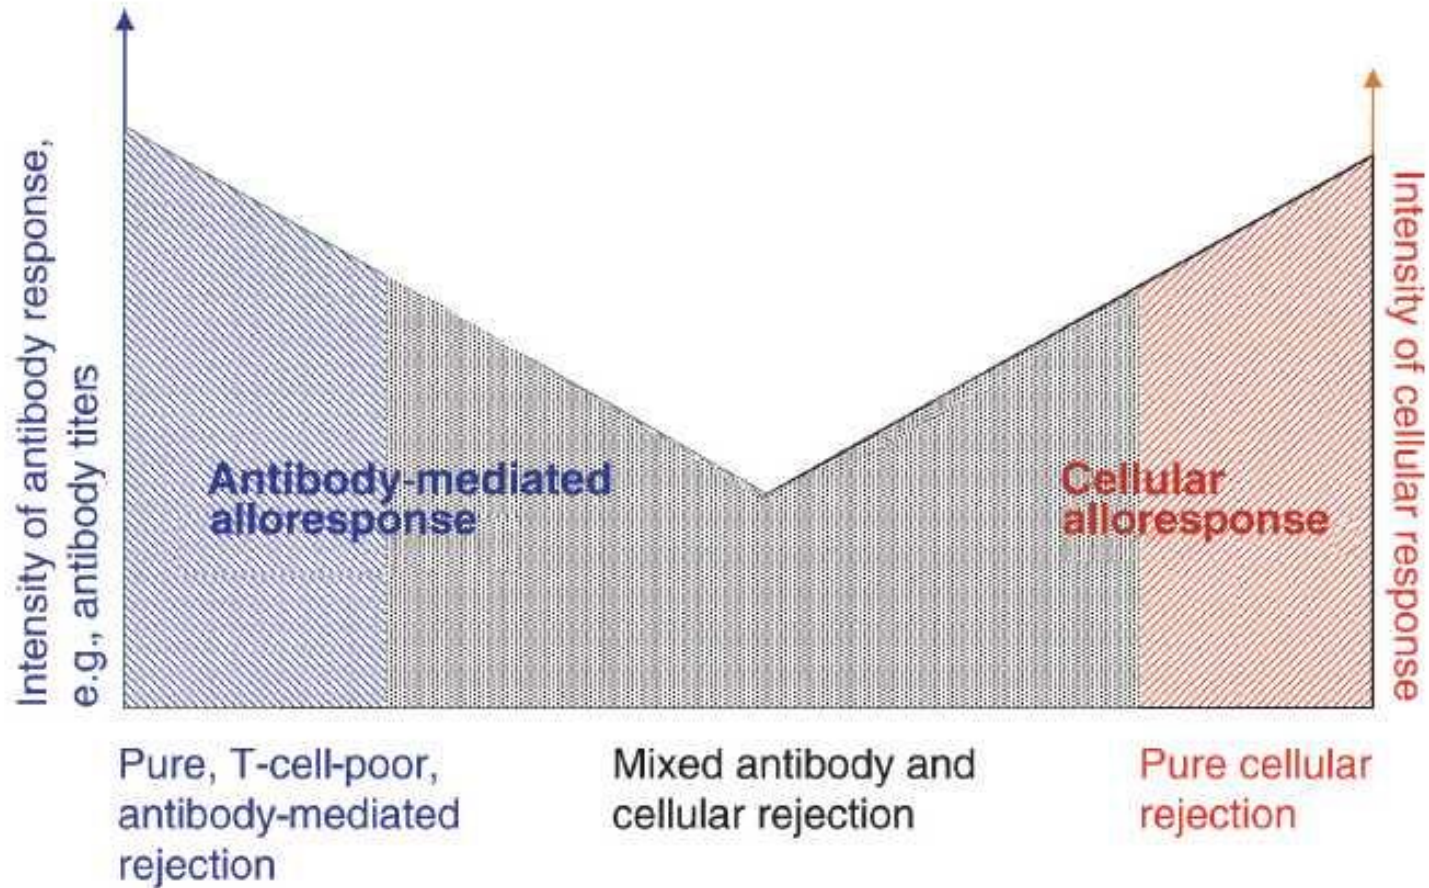 Intensity of antibody response,
e.g., antibody titers
Antibody-mediated
alloresponse
Cellular
alloresponse
Intensity of cellular response
Pure, T-cell-poor,
antibody-mediated
rejection
Mixed antibody and
cellular rejection
Pure cellular
rejection